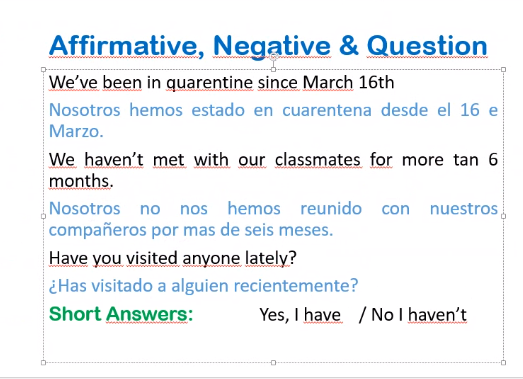 Affirmative, Negative & Question
We’ve been in quarentine since March 16th
Nosotros hemos estado en cuarentena desde el 16 e
Marzo.
We haven’t met with our classmates for more tan 6
months.
Nosotros no nos hemos reunido con nuestros
compañeros por mas de seis meses.
Have you visited anyone lately?
¿Has visitado a alguien recientemente?
Short Answers: Yes, I have / No I haven’t